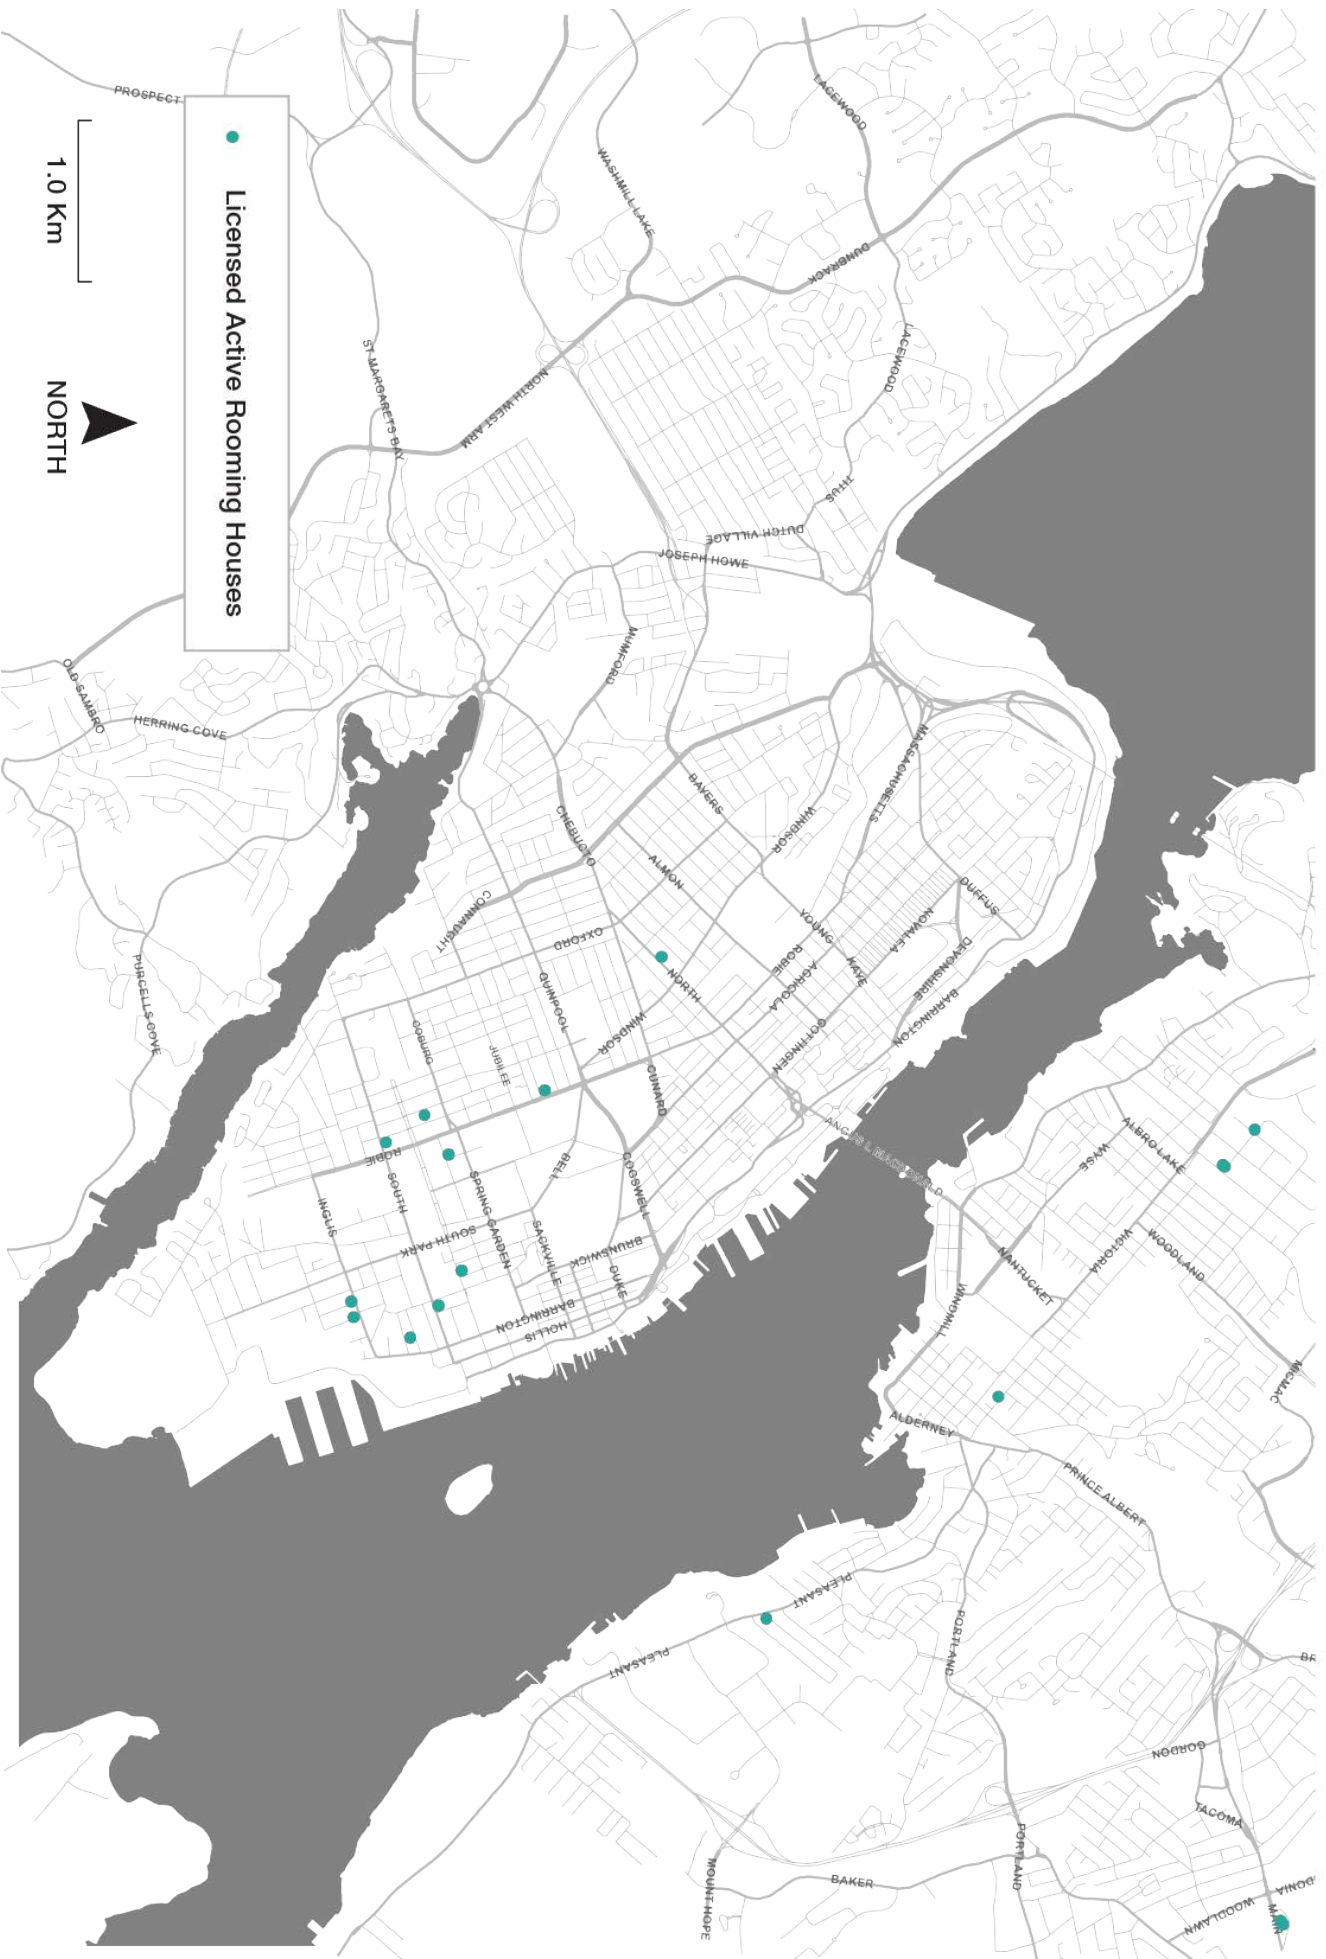 PROSPECT
1.0 Km
NORTH
Licensed Active Rooming Houses
LACEWOOD
WASHMILL LAKE
DUNBRACK
LACEWOOD
ST MARGARETS BAY
NORTH WEST ARM
TITUS
DUTCH VILLAGE
JOSEPH HOWE
MUMFORD
OLD SAMBRO
HERRING COVE
PURCELLS COVE
MASSACHUSETTS
BAYERS
WINDSOR
CHEBUCTO
ALMON
CONNAUGHT
OXFORD
DUFFUS
NOVALEA
DEVONSHIRE
YOUNG
ROBIE
KAYE
AGRICOLA
BARRINGTON
NORTH
QUINPOOL
WINDSOR
GOTTINGEN
COBURG
JUBILEE
CUNARD
ANGUS L MACDONALD
ALBRO LAKE
WYSE
ROBIE
BELL
COGSWELL
SOUTH
SPRING GARDEN
INGLIS
SOUTH PARK
SACKVILLE
BRUNSWICK
DUKE
BARRINGTON
HOLLIS
NANTUCKET
VICTORIA
WOODLAND
WINDMILL
MICMAC
ALDERNEY
PRINCE ALBERT
PLEASANT
PLEASANT
PORTLAND
BR
GORDON
TACOMA
PORTLAND
MOUNT HOPE
BAKER
WOODLAWN
DONIA
MAIN